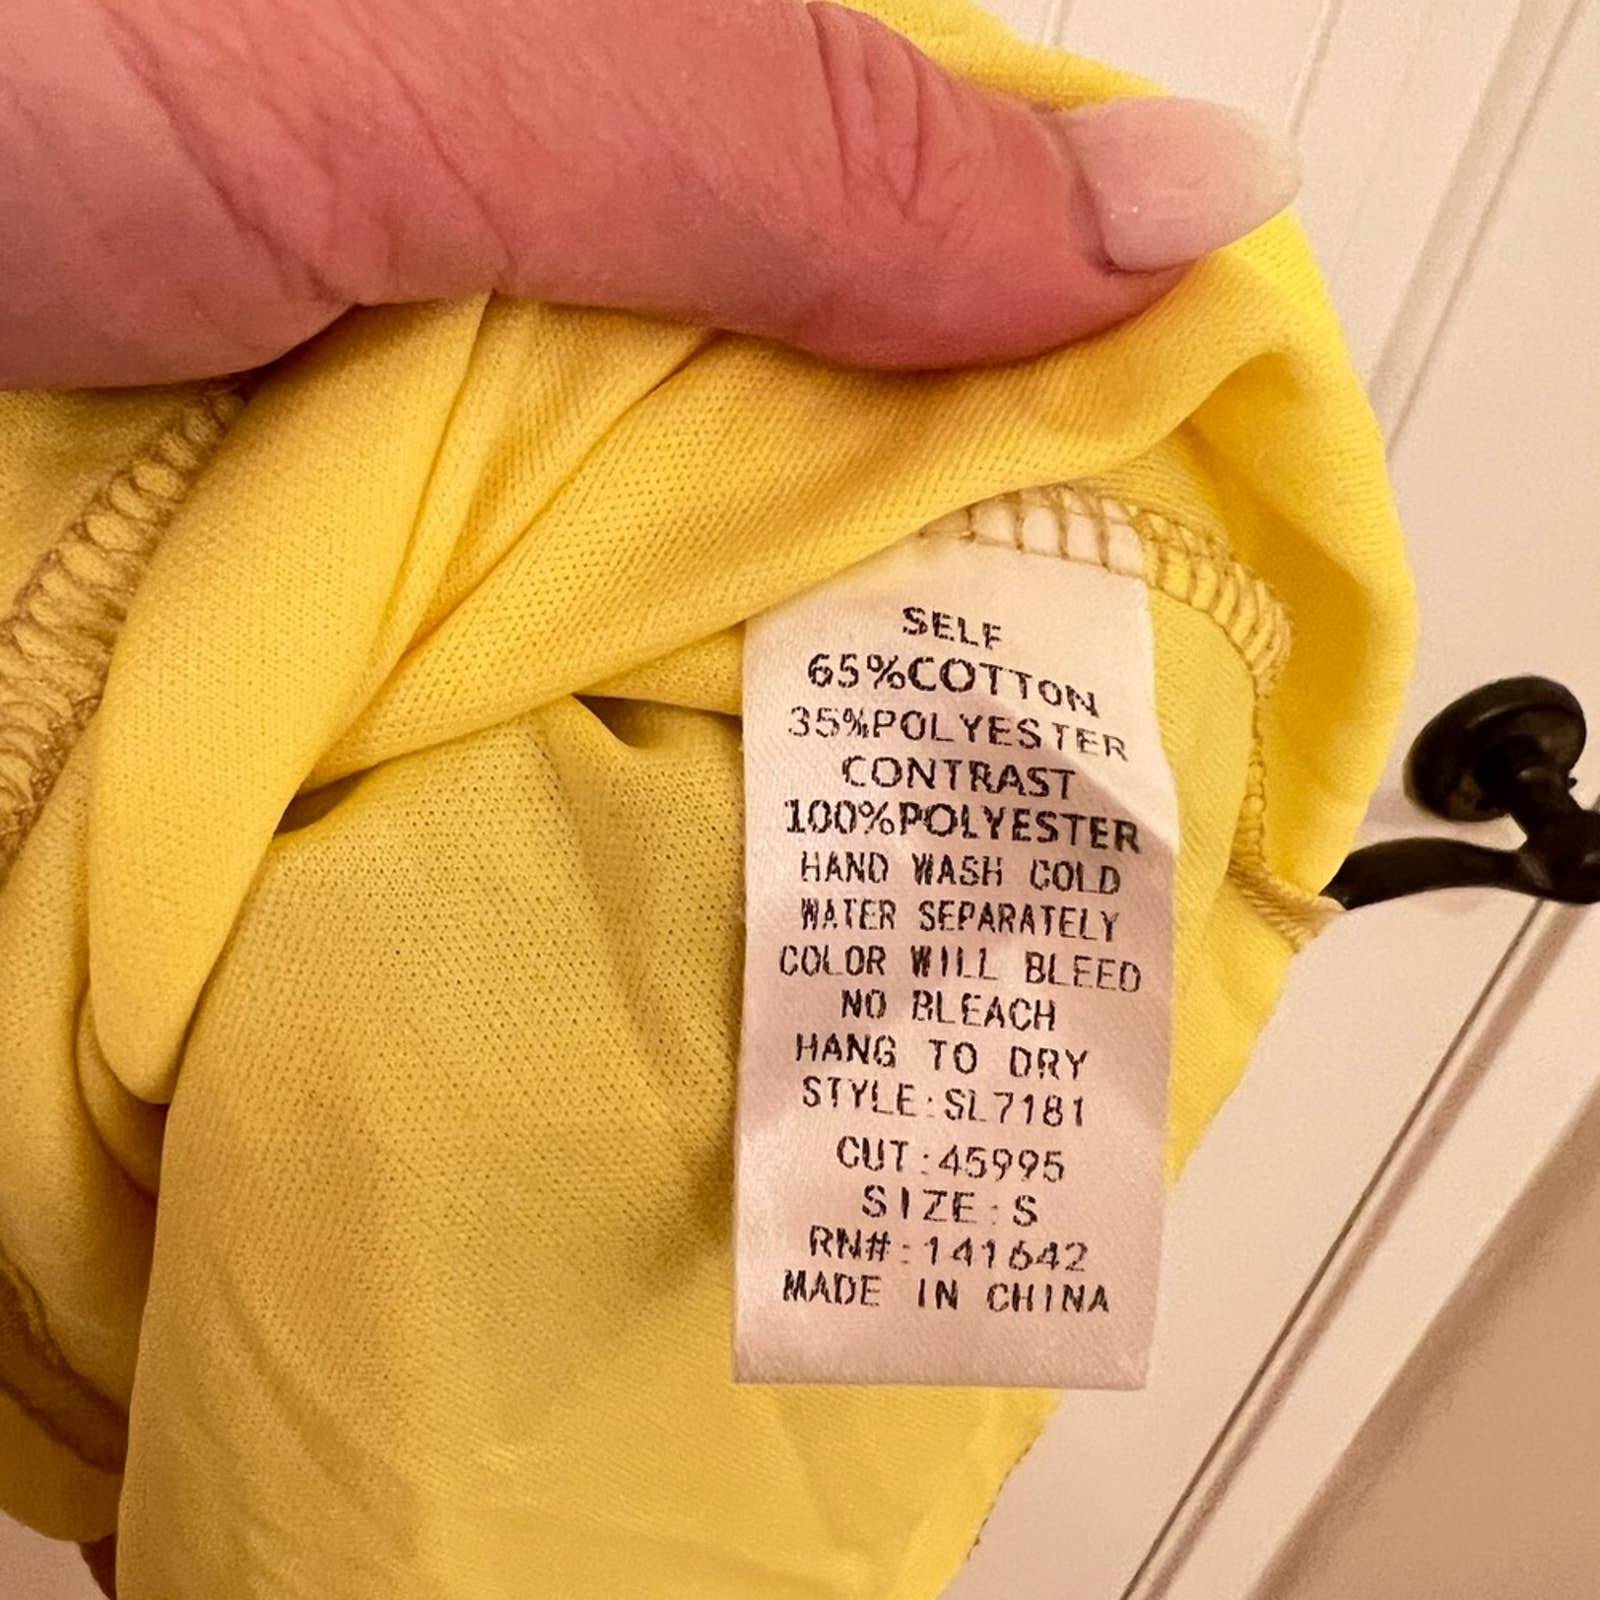 SELF
65%COTTON
35%POLYESTER
CONTRAST
100%POLYESTER
HAND WASH COLD
WATER SEPARATELY
COLOR WILL BLEED
NO BLEACH
HANG TO DRY
STYLE:SL7181
CUT:45995
SIZE:S
RN#:141642
MADE IN CHINA